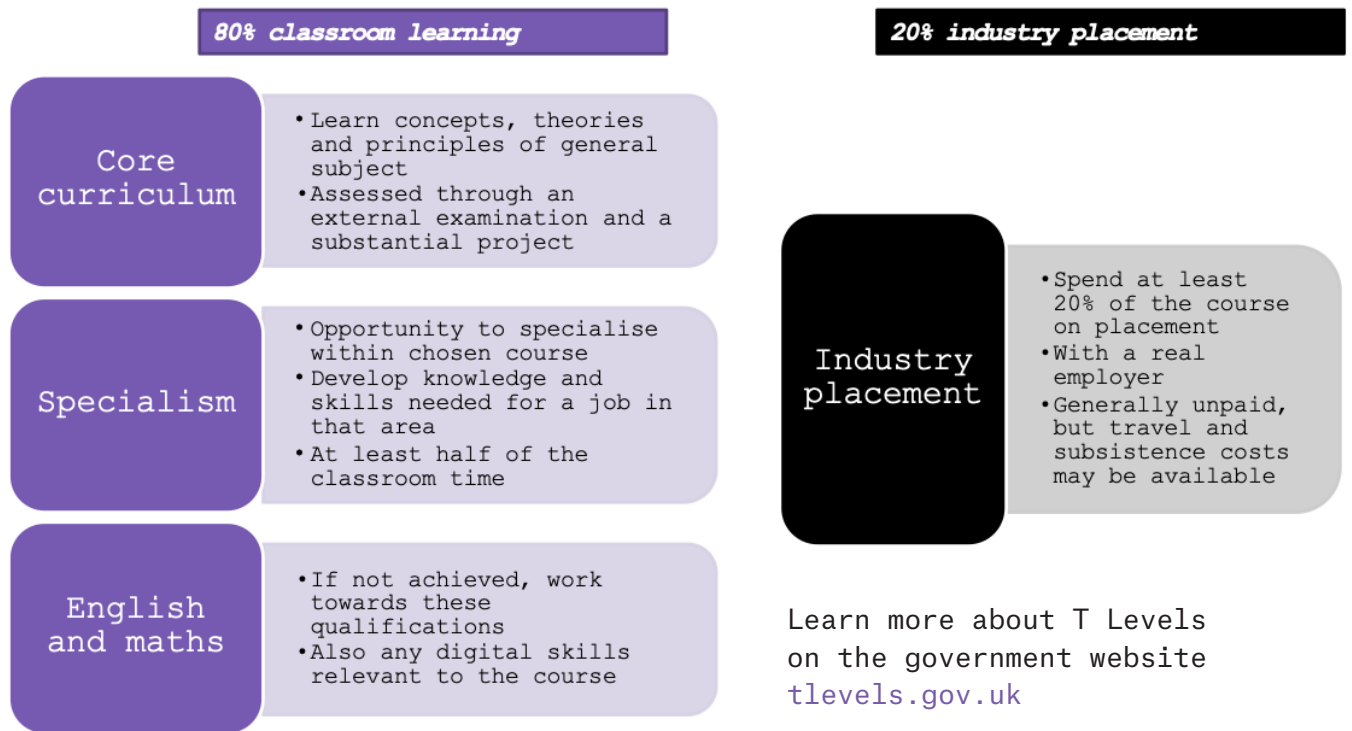 80% classroom learning
Core
curriculum
• Learn concepts, theories
and principles of general
subject
• Assessed through an
external examination and a
substantial project
Specialism
• Opportunity to specialise
within chosen course
• Develop knowledge and
skills needed for a job in
that area
• At least half of the
classroom time
English
and maths
• If not achieved, work
towards these
qualifications
• Also any digital skills
relevant to the course
20% industry placement
Industry
placement
• Spend at least
20% of the course
on placement
• With a real
employer
• Generally unpaid,
but travel and
subsistence costs
may be available
Learn more about T Levels
on the government website
tlevels.gov.uk